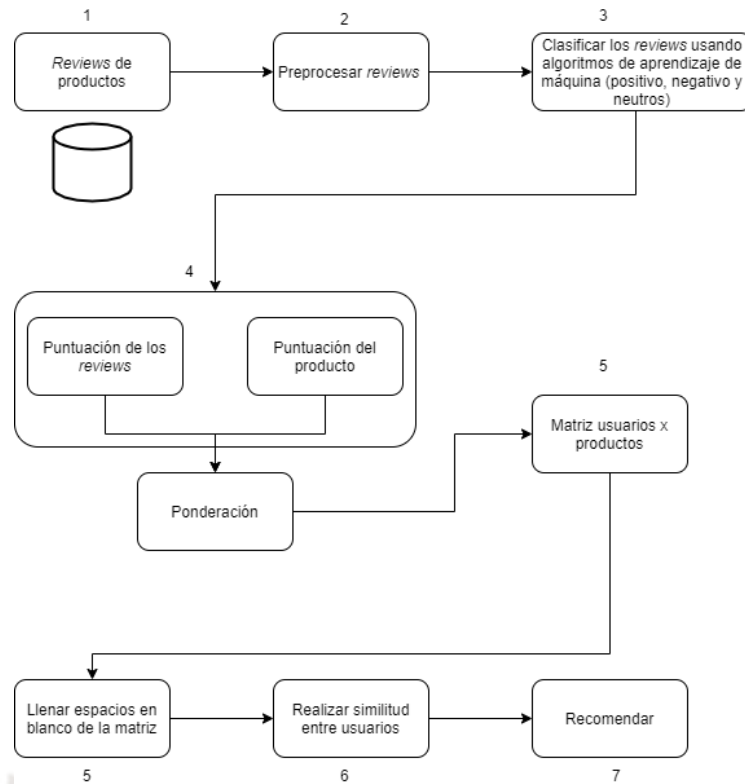 1
2
3
Reviews de
productos
Preprocesar reviews
Clasificar los reviews usando
algoritmos de aprendizaje de
máquina (positivo, negativo y
neutros)
4
Puntuación de los
reviews
Puntuación del
producto
5
Matriz usuarios x
productos
Ponderación
Llenar espacios en
blanco de la matriz
Realizar similitud
entre usuarios
Recomendar
5
6
7